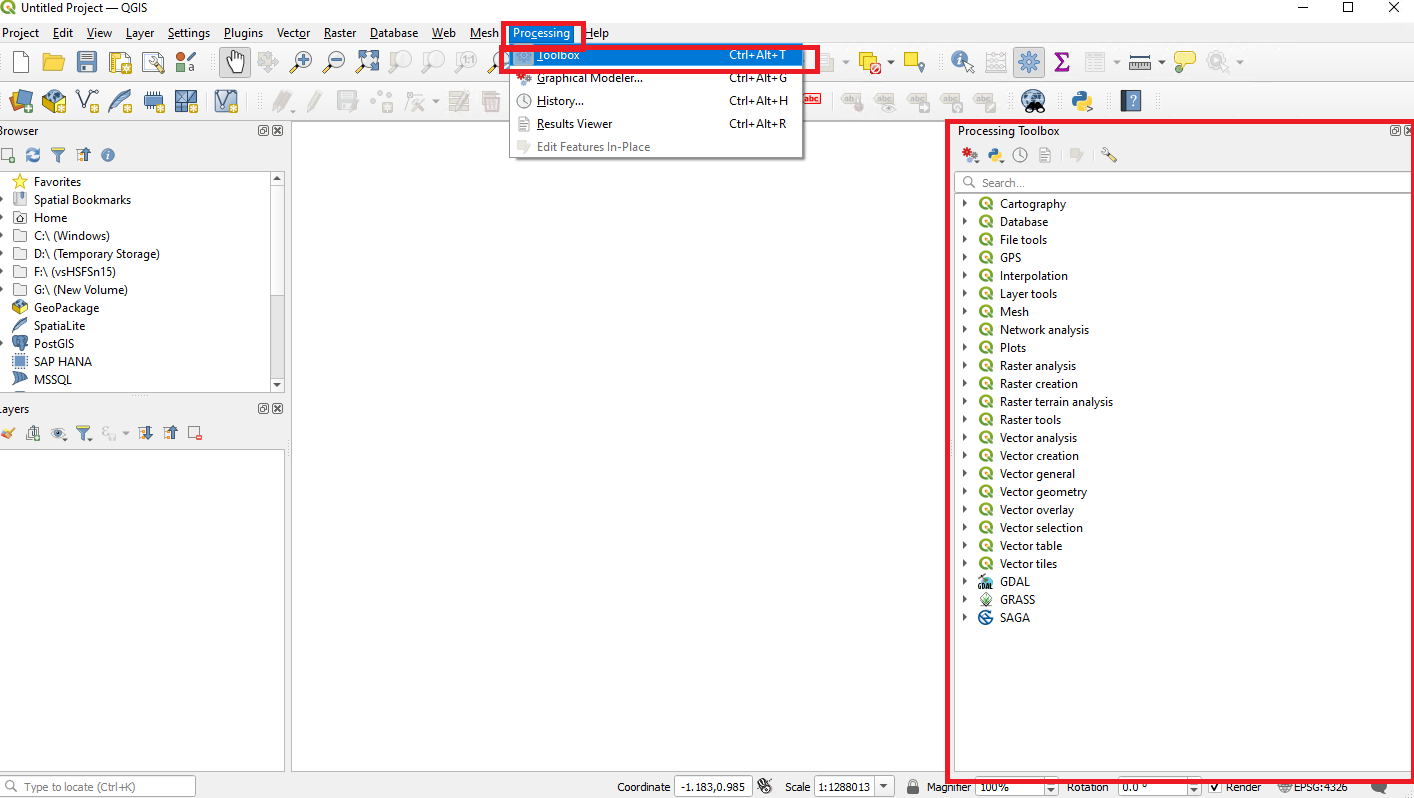 Untitled Project — QGIS
Project Edit View Layer Settings Plugins Vector Raster Database Web Mesh Processing Help
Toolbox Ctrl+Alt+T
Graphical Modeler... Ctrl+Alt+G
History... Ctrl+Alt+H
Results Viewer Ctrl+Alt+R
Edit Features In-Place
abc
Browser
Favorites
Spatial Bookmarks
Home
C:\ (Windows)
D:\ (Temporary Storage)
F:\ (vsHSFSn15)
G:\ (New Volume)
GeoPackage
SpatiaLite
PostGIS
SAP HANA
MSSQL
Layers
Processing Toolbox
Search...
Cartography
Database
File tools
GPS
Interpolation
Layer tools
Mesh
Network analysis
Plots
Raster analysis
Raster creation
Raster terrain analysis
Raster tools
Vector analysis
Vector creation
Vector general
Vector geometry
Vector overlay
Vector selection
Vector table
Vector tiles
GDAL
GRASS
SAGA
Type to locate (Ctrl+K) Coordinate -1.183,0.985 Scale 1:1288013 Magnifier 100% Rotation 0.0 ° Render EPSG:4326